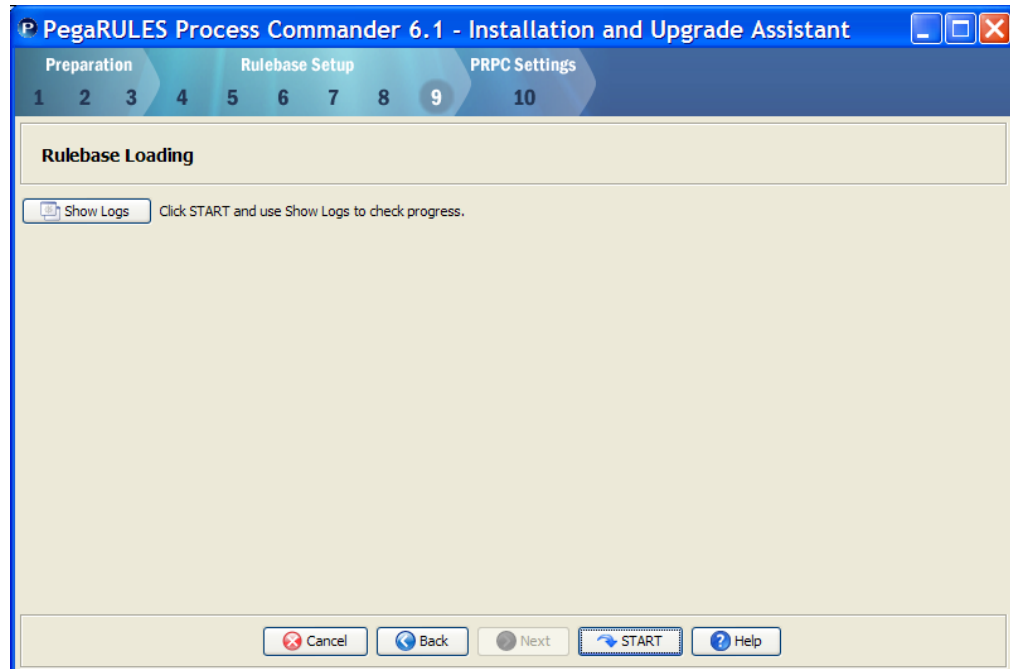 PegaRULES Process Commander 6.1 - Installation and Upgrade Assistant
Preparation Rulebase Setup PRPC Settings
1 2 3 4 5 6 7 8 9 10
Rulebase Loading
Show Logs Click START and use Show Logs to check progress.
Cancel Back Next START Help